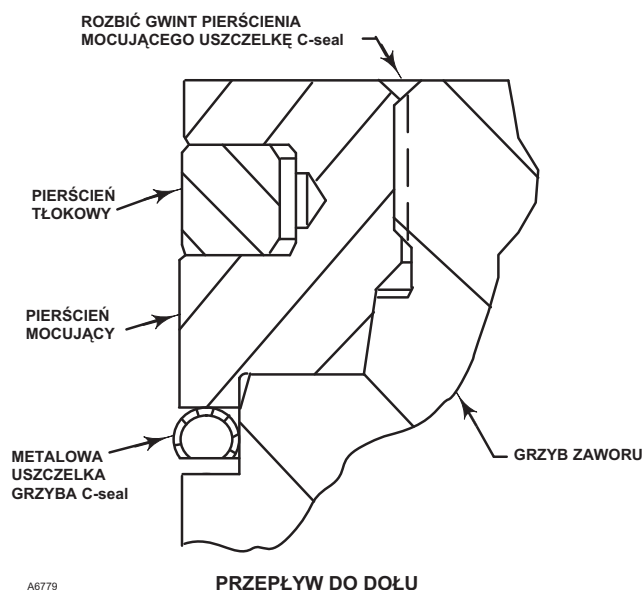 ROZBIĆ GWINT PIERŚCIENIA
MOCUJĄCEGO USZCZELKĘ C-seal
PIERŚCIEŃ
TŁOKOWY
PIERŚCIEŃ
MOCUJĄCY
METALOWA
USZCZELKA
GRZYBA C-seal
GRZYB ZAWORU
A6779
PRZEPŁYW DO DOŁU